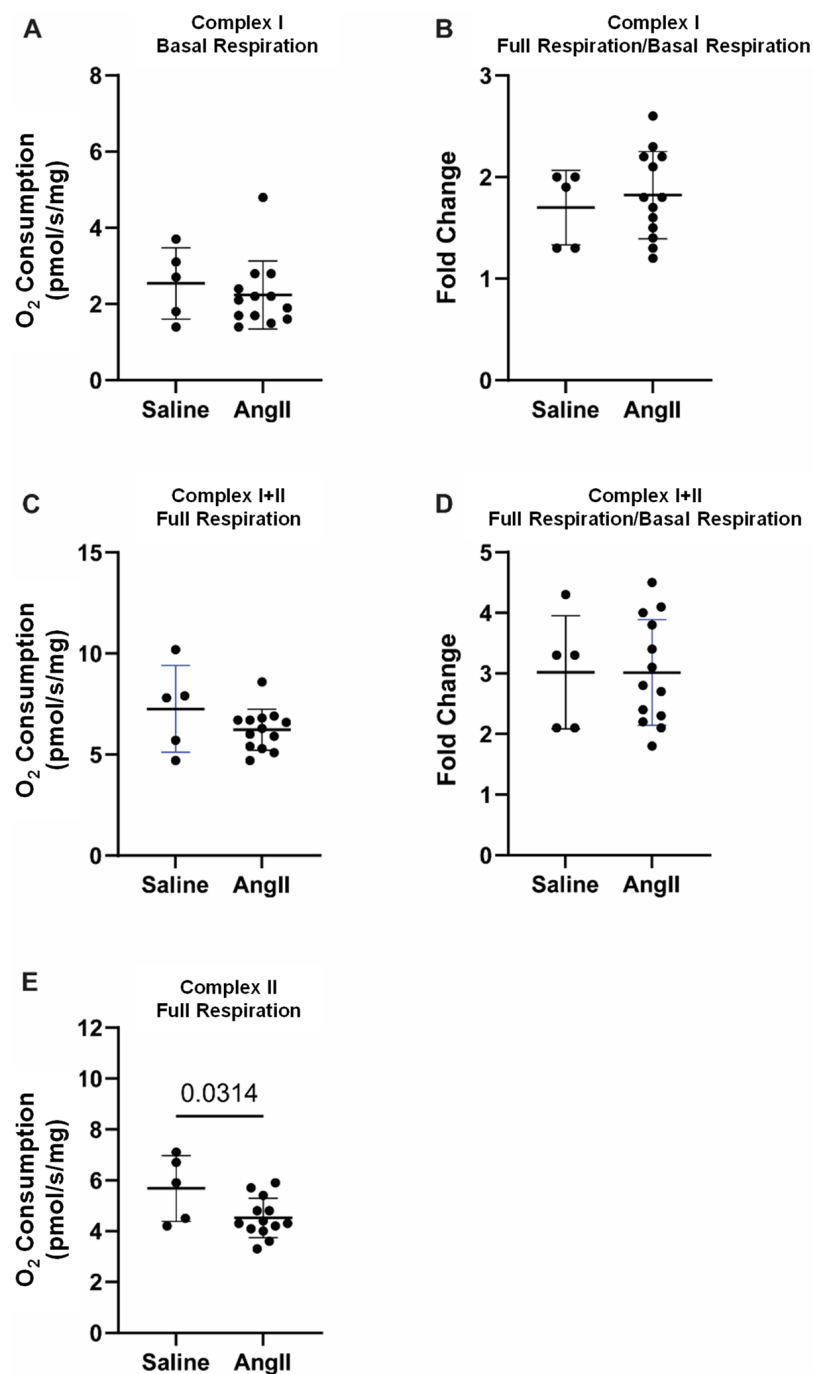 A
Complex I
Basal Respiration
8
6
4
2
0
O2 Consumption
(pmol/s/mg)
Saline AngII
B
Complex I
Full Respiration/Basal Respiration
3
2
1
0
Fold Change
Saline AngII
C
Complex I+II
Full Respiration
15
10
5
0
O2 Consumption
(pmol/s/mg)
Saline AngII
D
Complex I+II
Full Respiration/Basal Respiration
5
4
3
2
1
0
Fold Change
Saline AngII
E
Complex II
Full Respiration
12
10
8
6
4
2
0
O2 Consumption
(pmol/s/mg)
0.0314
Saline AngII